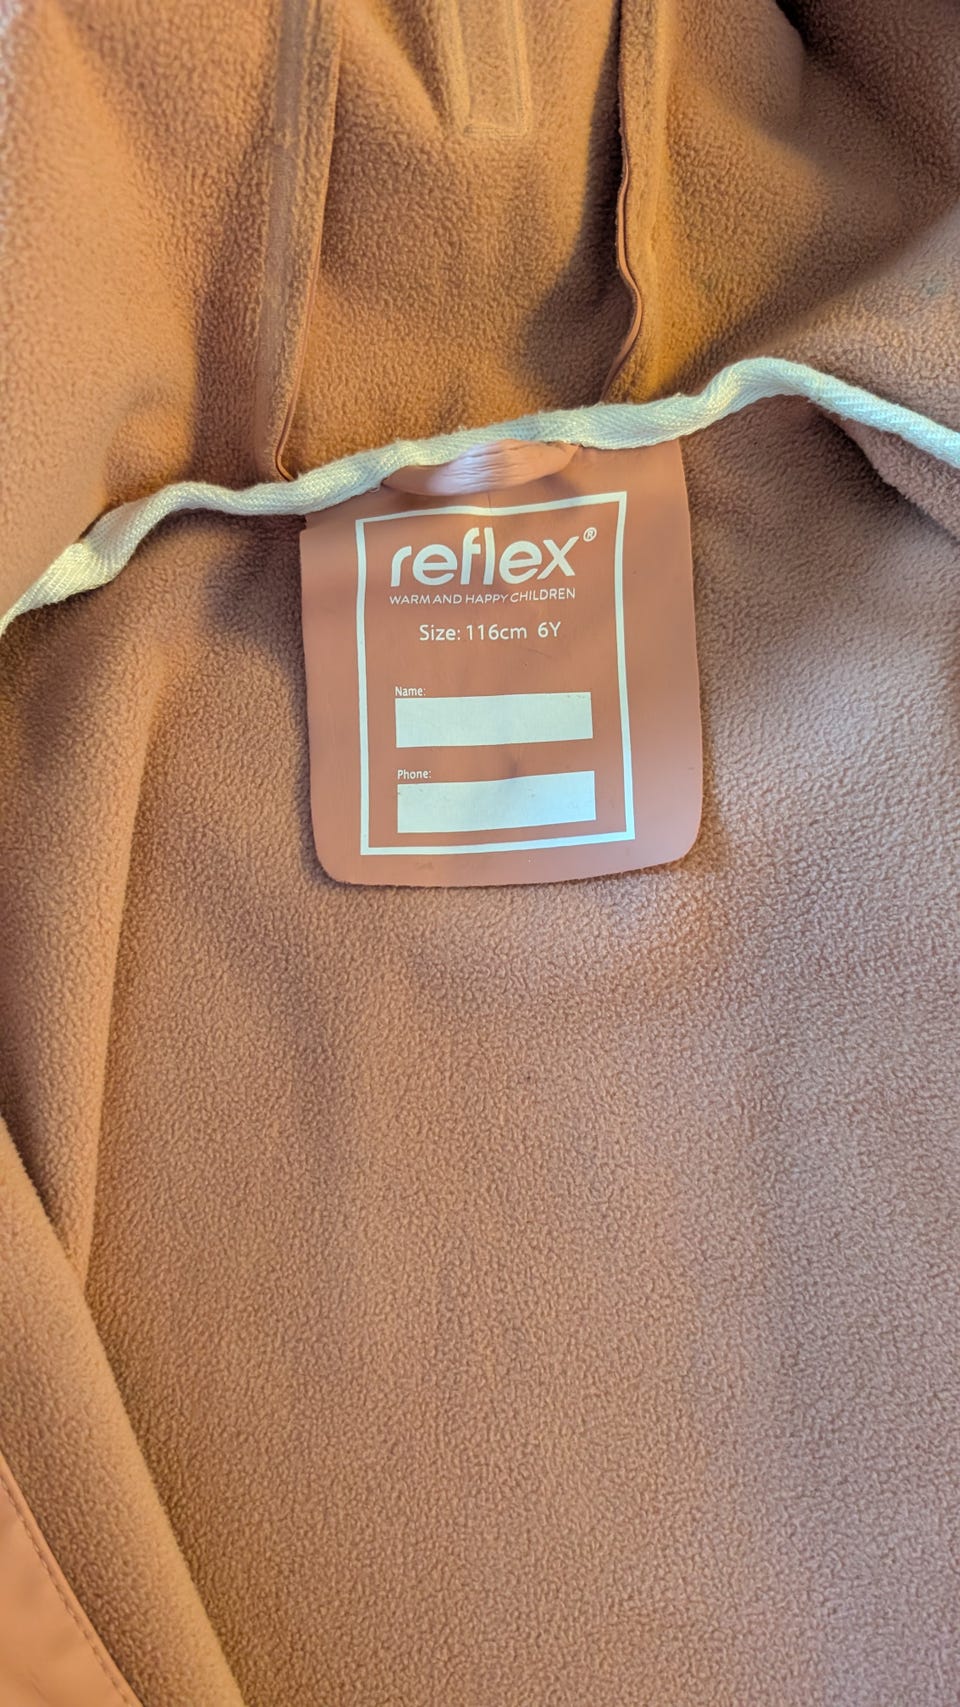 reflex®
WARM AND HAPPY CHILDREN
Size: 116cm 6Y
Name:
Phone: